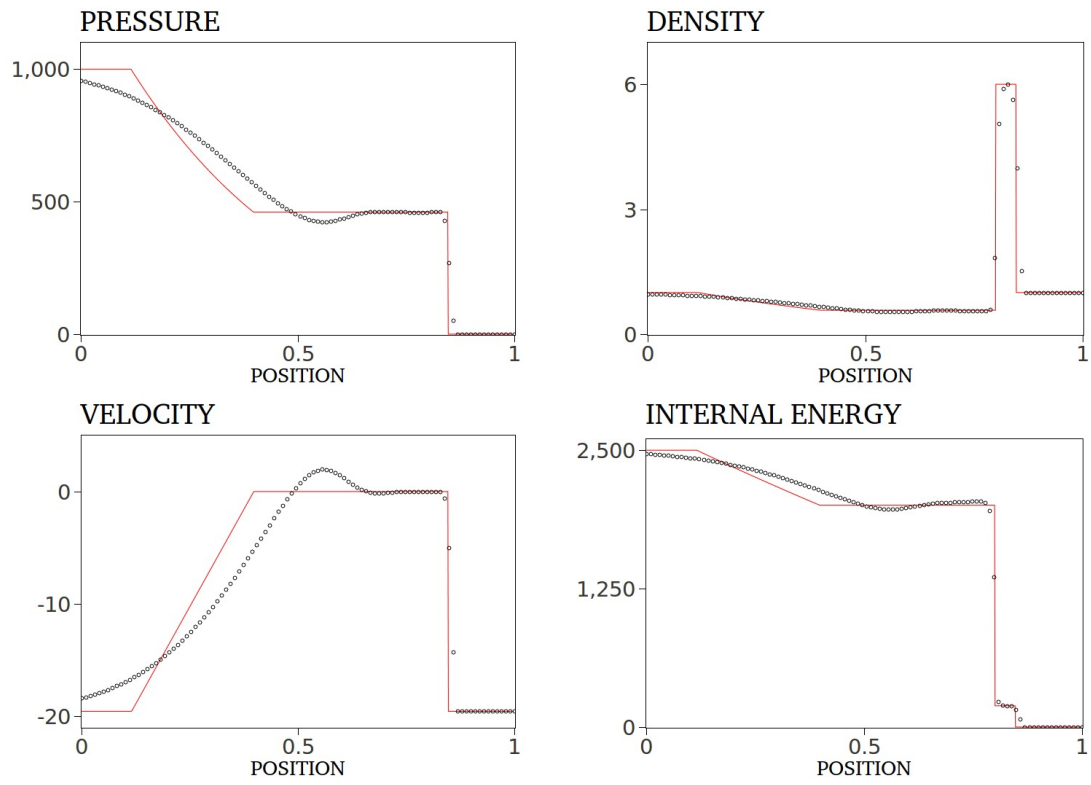 PRESSURE
1,000
500
0
0 0.5 1
POSITION
DENSITY
6
3
0
0 0.5 1
POSITION
VELOCITY
0
-10
-20
0 0.5 1
POSITION
INTERNAL ENERGY
2,500
1,250
0
0 0.5 1
POSITION